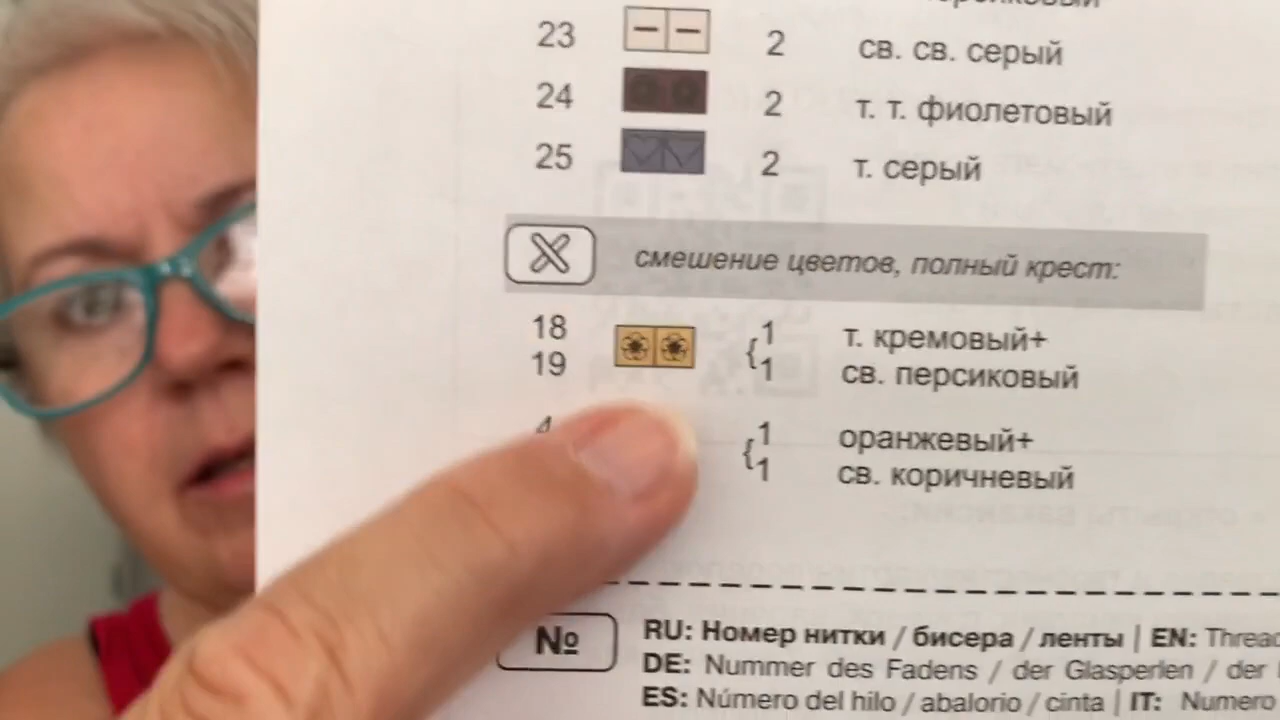 23 2 св. св. серый
24 2 т. т. фиолетовый
25 2 т. серый
смешение цветов, полный крест:
18 {1 т. кремовый+
19 1 св. персиковый
4 {1 оранжевый+
1 св. коричневый
№ RU: Номер нитки / бисера / ленты | EN: Thread
DE: Nummer des Fadens / der Glasperlen / der
ES: Número del hilo / abalorio / cinta | IT: Numero